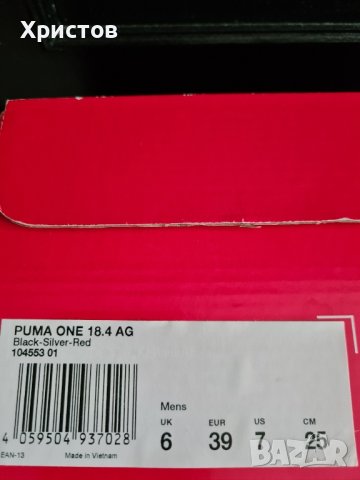 Христов
PUMA ONE 18.4 AG
Black-Silver-Red
104553 01
Mens
UK EUR US CM
6 39 7 25
4 059504 937028
EAN-13 Made in Vietnam
BAZAR